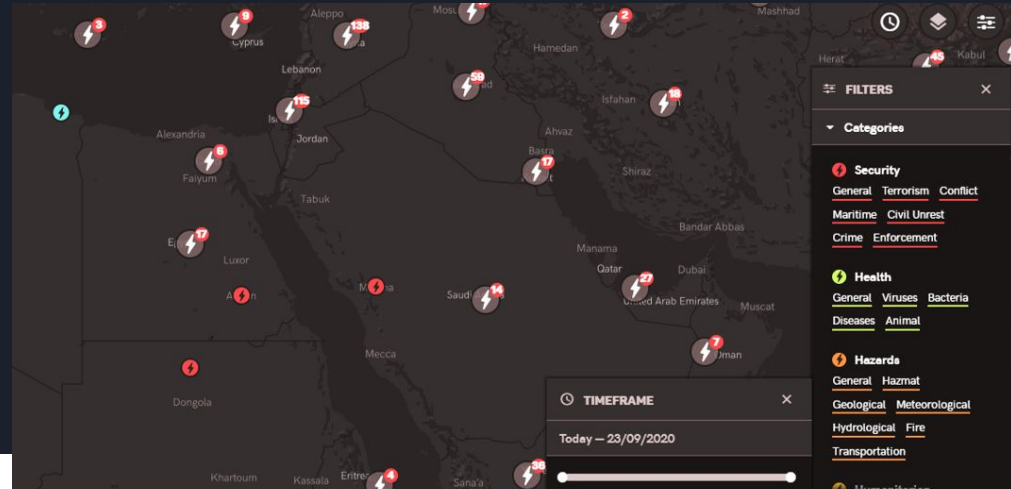 Aleppo
Mashhad
3
9
138
2
Cyprus
Hamedan
Herat
45
Kabul
Lebanon
59
FILTERS
115
Isfahan
18
Categories
Alexandria
Jordan
Ahvaz
6
Basra
17
Security
Faiyum
Shiraz
General Terrorism Conflict
Tabuk
Maritime Civil Unrest
17
Bandar Abbas
Crime Enforcement
Luxor
Manama
Qatar
Dubai
27
Health
Saudi
14
United Arab Emirates
Muscat
General Viruses Bacteria
Diseases Animal
Mecca
7
Oman
Hazards
General Hazmat
Dongola
TIMEFRAME
Geological Meteorological
Hydrological Fire
Today — 23/09/2020
Transportation
Khartoum
Kassala
4
Sana'a
36
Humanitarian